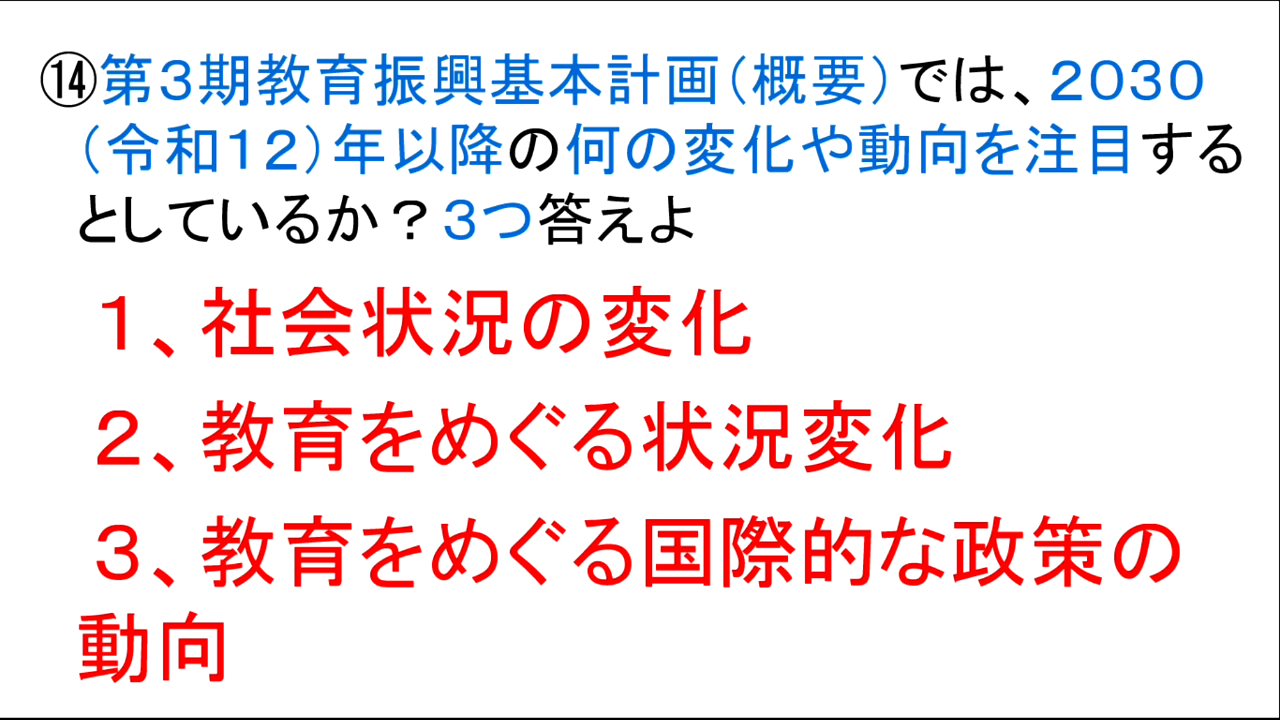 ⑭第３期教育振興基本計画（概要）では、２０３０
（令和１２）年以降の何の変化や動向を注目する
としているか？３つ答えよ
１、社会状況の変化
２、教育をめぐる状況変化
３、教育をめぐる国際的な政策の
動向